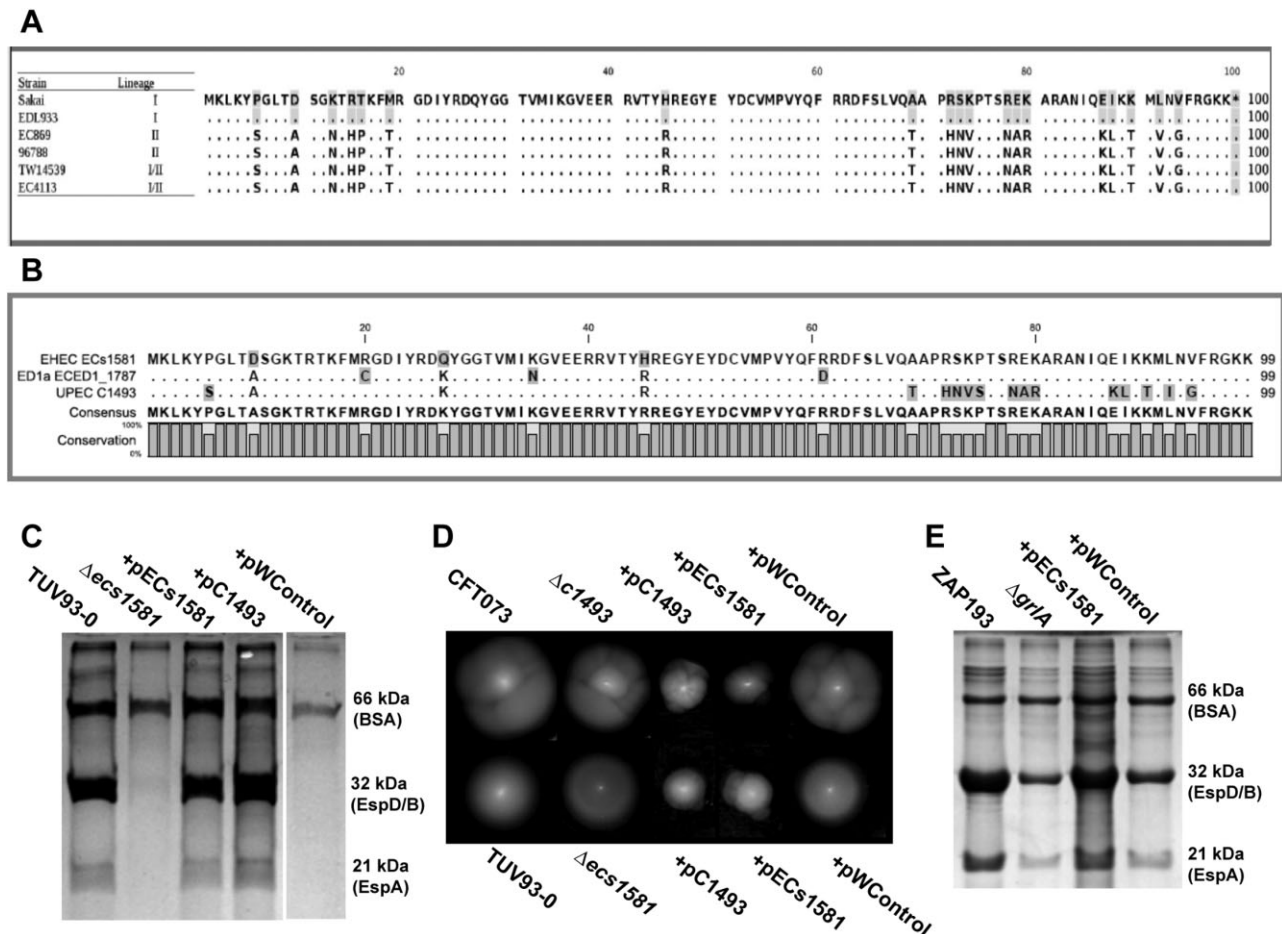 A
20 40 60 80 100
Strain Lineage
Sakai I MKLKYPGLTD SGKTRTKFMR GDIYRDQYGG TVMIKGVEER RVTYHREGYE YDCVMPVYQF RRDFSLVQAA PRSKPTSREK ARANIQEIKK MLNVFRGKK* 100
EDL933 I .......... .......... .......... .......... .......... .......... .......... .......... .......... .......... 100
EC869 II .....S...A ..N.HP..T. .......... .......... ....R..... .......... ........T. .HNV...NAR ......KL.T .V.G...... 100
96788 II .....S...A ..N.HP..T. .......... .......... ....R..... .......... ........T. .HNV...NAR ......KL.T .V.G...... 100
TW14539 I/II .....S...A ..N.HP..T. .......... .......... ....R..... .......... ........T. .HNV...NAR ......KL.T .V.G...... 100
EC4113 I/II .....S...A ..N.HP..T. .......... .......... ....R..... .......... ........T. .HNV...NAR ......KL.T .V.G...... 100
B
20 40 60 80
EHEC ECs1581 MKLKYPGLTDSGKTRTKFMRGDIYRDQYGGTVMIKGVEERRVTYHREGYEYDCVMPVYQFRRDFSLVQAAPRSKPTSREKARANIQEIKKMLNVFRGKK 99
ED1a ECED1_1787 .........A.........C......K.......N.........R...............D...................................... 99
UPEC C1493 .....S...A................K.................R.......................T..HNVS..NAR......KL.T.I.G..... 99
Consensus MKLKYPGLTASGKTRTKFMRGDIYRDKYGGTVMIKGVEERRVTYRREGYEYDCVMPVYQFRRDFSLVQAAPRSKPTSREKARANIQEIKKMLNVFRGKK
100%
Conservation
0%
C
TUV93-0
Δecs1581
+pECs1581
+pC1493
+pWControl
66 kDa
(BSA)
32 kDa
(EspD/B)
21 kDa
(EspA)
D
CFT073
Δc1493
+pC1493
+pECs1581
+pWControl
TUV93-0
Δecs1581
+pC1493
+pECs1581
+pWControl
E
ZAP193
ΔgrlA
+pECs1581
+pWControl
66 kDa
(BSA)
32 kDa
(EspD/B)
21 kDa
(EspA)